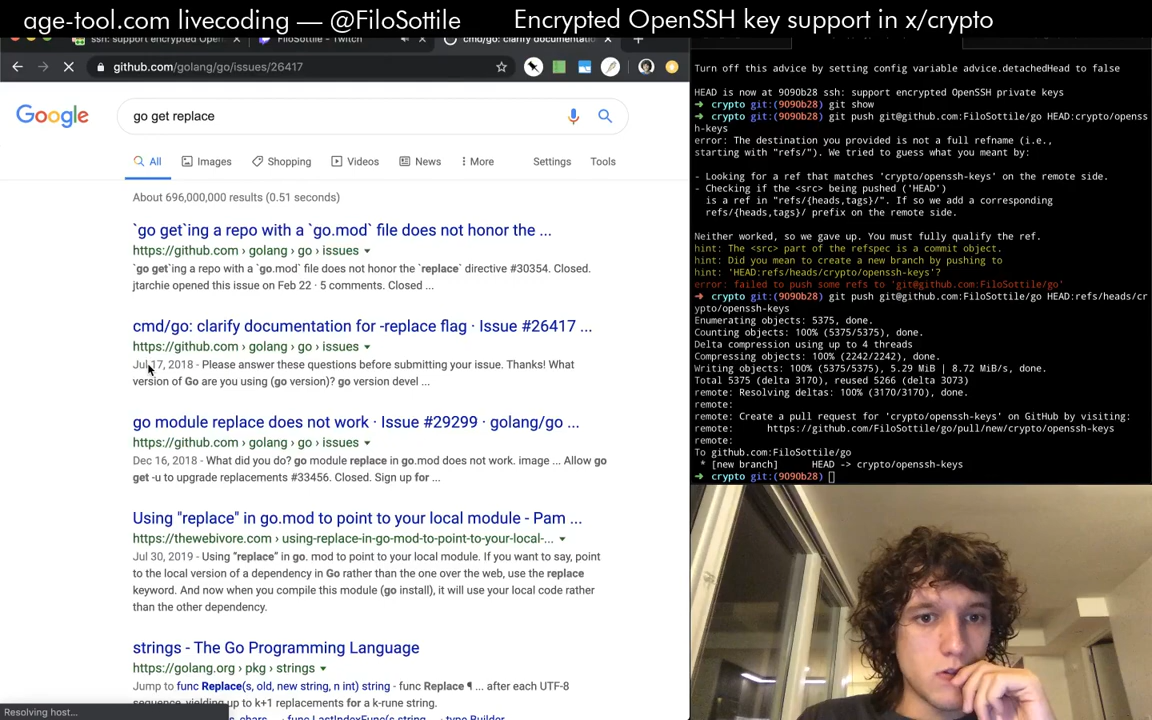 age-tool.com livecoding — @FiloSottile
Encrypted OpenSSH key support in x/crypto
ssh: support encrypted Open
FiloSottile - Twitch
cmd/go: clarify documentatio
github.com/golang/go/issues/26417
Google
go get replace
All
Images
Shopping
Videos
News
More
Settings
Tools
About 696,000,000 results (0.51 seconds)
`go get`ing a repo with a `go.mod` file does not honor the ...
https://github.com › golang › go › issues
`go get`ing a repo with a `go.mod` file does not honor the `replace` directive #30354. Closed.
jtarchie opened this issue on Feb 22 · 5 comments. Closed ...
cmd/go: clarify documentation for -replace flag · Issue #26417 ...
https://github.com › golang › go › issues
Jul 17, 2018 - Please answer these questions before submitting your issue. Thanks! What
version of Go are you using (go version)? go version devel ...
go module replace does not work · Issue #29299 · golang/go ...
https://github.com › golang › go › issues
Dec 16, 2018 - What did you do? go module replace in go.mod does not work. image ... Allow go
get -u to upgrade replacements #33456. Closed. Sign up for ...
Using "replace" in go.mod to point to your local module - Pam ...
https://thewebivore.com › using-replace-in-go-mod-to-point-to-your-local-...
Jul 30, 2019 - Using “replace” in go. mod to point to your local module. If you want to say, point
to the local version of a dependency in Go rather than the one over the web, use the replace
keyword. And now when you compile this module (go install), it will use your local code rather
than the other dependency.
strings - The Go Programming Language
https://golang.org › pkg › strings
Jump to func Replace(s, old, new string, n int) string - func Replace ¶ ... after each UTF-8
sequence, yielding up to k+1 replacements for a k-rune string.
Resolving host...
Turn off this advice by setting config variable advice.detachedHead to false
HEAD is now at 9090b28 ssh: support encrypted OpenSSH private keys
➜ crypto git:(9090b28) git show
➜ crypto git:(9090b28) git push git@github.com:FiloSottile/go HEAD:crypto/openss
h-keys
error: The destination you provided is not a full refname (i.e.,
starting with "refs/"). We tried to guess what you meant by:
- Looking for a ref that matches 'crypto/openssh-keys' on the remote side.
- Checking if the <src> being pushed ('HEAD')
is a ref in "refs/{heads,tags}/". If so we add a corresponding
refs/{heads,tags}/ prefix on the remote side.
Neither worked, so we gave up. You must fully qualify the ref.
hint: The <src> part of the refspec is a commit object.
hint: Did you mean to create a new branch by pushing to
hint: 'HEAD:refs/heads/crypto/openssh-keys'?
error: failed to push some refs to 'git@github.com:FiloSottile/go'
➜ crypto git:(9090b28) git push git@github.com:FiloSottile/go HEAD:refs/heads/cr
ypto/openssh-keys
Enumerating objects: 5375, done.
Counting objects: 100% (5375/5375), done.
Delta compression using up to 4 threads
Compressing objects: 100% (2242/2242), done.
Writing objects: 100% (5375/5375), 5.29 MiB | 8.72 MiB/s, done.
Total 5375 (delta 3170), reused 5266 (delta 3073)
remote: Resolving deltas: 100% (3170/3170), done.
remote:
remote: Create a pull request for 'crypto/openssh-keys' on GitHub by visiting:
remote: https://github.com/FiloSottile/go/pull/new/crypto/openssh-keys
remote:
To github.com:FiloSottile/go
* [new branch] HEAD -> crypto/openssh-keys
➜ crypto git:(9090b28)